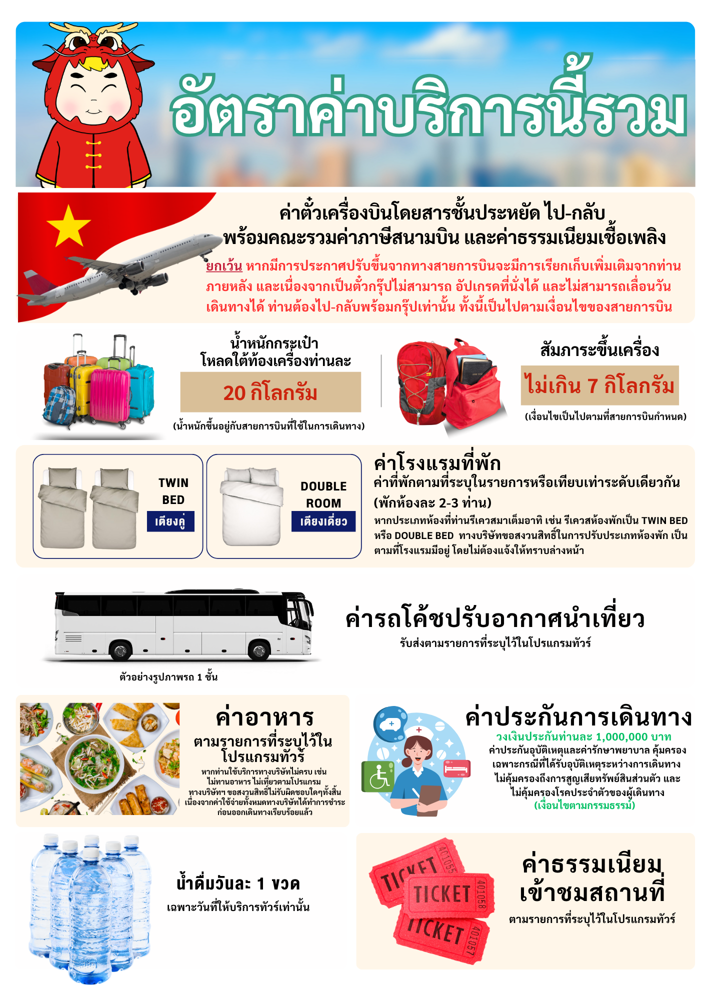 อัตราค่าบริการนี้รวม
ค่าตั๋วเครื่องบินโดยสารชั้นประหยัด ไป-กลับ
พร้อมคณะรวมค่าภาษีสนามบิน และค่าธรรมเนียมเชื้อเพลิง
ยกเว้น หากมีการประกาศปรับขึ้นจากทางสายการบินจะมีการเรียกเก็บเพิ่มเติมจากท่าน
ภายหลัง และเนื่องจากเป็นตั๋วกรุ๊ปไม่สามารถ อัปเกรดที่นั่งได้ และไม่สามารถเลื่อนวัน
เดินทางได้ ท่านต้องไป-กลับพร้อมกรุ๊ปเท่านั้น ทั้งนี้เป็นไปตามเงื่อนไขของสายการบิน
น้ำหนักกระเป๋า
โหลดใต้ท้องเครื่องท่านละ
20 กิโลกรัม
(น้ำหนักขึ้นอยู่กับสายการบินที่ใช้ในการเดินทาง)
สัมภาระขึ้นเครื่อง
ไม่เกิน 7 กิโลกรัม
(เงื่อนไขเป็นไปตามที่สายการบินกำหนด)
TWIN
BED
เตียงคู่
DOUBLE
ROOM
เตียงเดี่ยว
ค่าโรงแรมที่พัก
ค่าที่พักตามที่ระบุในรายการหรือเทียบเท่าระดับเดียวกัน
(พักห้องละ 2-3 ท่าน)
หากประเภทห้องที่ท่านรีเควสมาเต็มอาทิ เช่น รีเควสห้องพักเป็น TWIN BED
หรือ DOUBLE BED ทางบริษัทขอสงวนสิทธิ์ในการปรับประเภทห้องพัก เป็น
ตามที่โรงแรมมีอยู่ โดยไม่ต้องแจ้งให้ทราบล่างหน้า
ค่ารถโค้ชปรับอากาศนำเที่ยว
รับส่งตามรายการที่ระบุไว้ในโปรแกรมทัวร์
ตัวอย่างรูปภาพรถ 1 ชั้น
ค่าอาหาร
ตามรายการที่ระบุไว้ใน
โปรแกรมทัวร์
หากท่านใช้บริการทางบริษัทไม่ครบ เช่น
ไม่ทานอาหาร ไม่เที่ยวตามโปรแกรม
ทางบริษัทฯ ขอสงวนสิทธิ์ไม่รับผิดชอบใดๆทั้งสิ้น
เนื่องจากค่าใช้จ่ายทั้งหมดทางบริษัทได้ทำการชำระ
ก่อนออกเดินทางเรียบร้อยแล้ว
ค่าประกันการเดินทาง
วงเงินประกันท่านละ 1,000,000 บาท
ค่าประกันอุบัติเหตุและค่ารักษาพยาบาล คุ้มครอง
เฉพาะกรณีที่ได้รับอุบัติเหตุระหว่างการเดินทาง
ไม่คุ้มครองถึงการสูญเสียทรัพย์สินส่วนตัว และ
ไม่คุ้มครองโรคประจำตัวของผู้เดินทาง
(เงื่อนไขตามกรรมธรรม์)
น้ำดื่มวันละ 1 ขวด
เฉพาะวันที่ให้บริการทัวร์เท่านั้น
TICKET 401055
TICKET 401058
TICKET 401057
ค่าธรรมเนียม
เข้าชมสถานที่
ตามรายการที่ระบุไว้ในโปรแกรมทัวร์